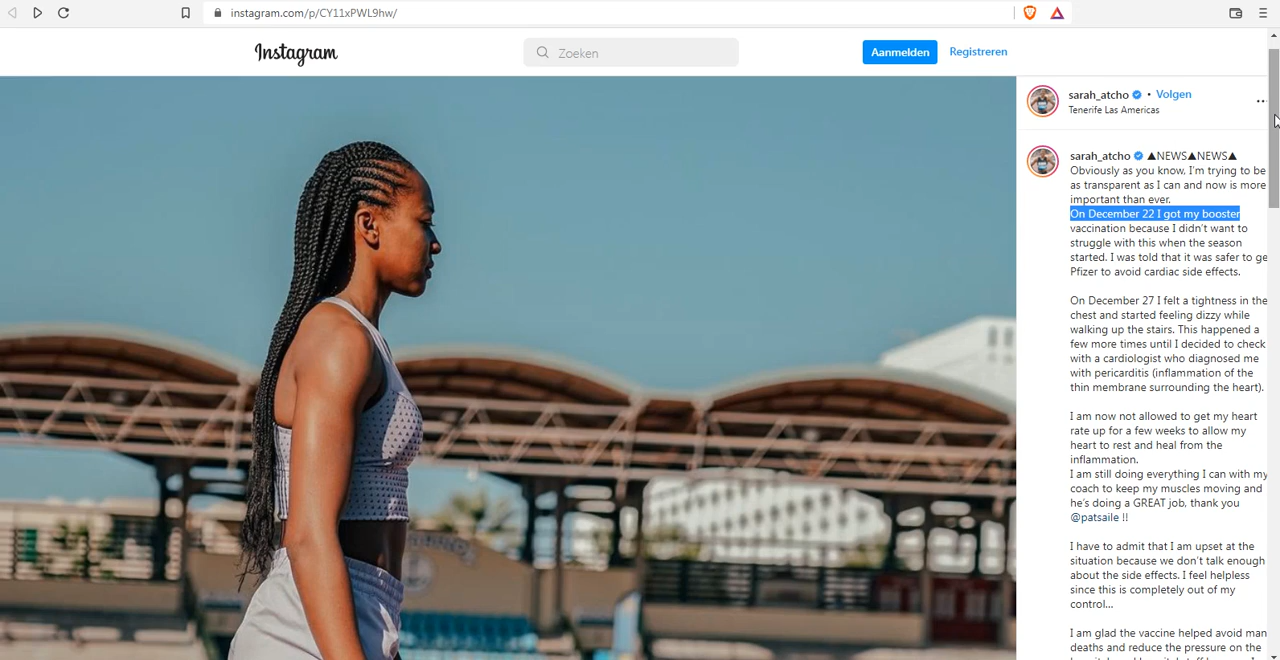 instagram.com/p/CY11xPWL9hw/
Instagram
Zoeken
Aanmelden
Registreren
sarah_atcho • Volgen
Tenerife Las Americas
sarah_atcho ▲NEWS▲NEWS▲
Obviously as you know, I'm trying to be
as transparent as I can and now is more
important than ever.
On December 22 I got my booster
vaccination because I didn't want to
struggle with this when the season
started. I was told that it was safer to ge
Pfizer to avoid cardiac side effects.
On December 27 I felt a tightness in the
chest and started feeling dizzy while
walking up the stairs. This happened a
few more times until I decided to check
with a cardiologist who diagnosed me
with pericarditis (inflammation of the
thin membrane surrounding the heart).
I am now not allowed to get my heart
rate up for a few weeks to allow my
heart to rest and heal from the
inflammation.
I am still doing everything I can with my
coach to keep my muscles moving and
he's doing a GREAT job, thank you
@patsaile !!
I have to admit that I am upset at the
situation because we don't talk enough
about the side effects. I feel helpless
since this is completely out of my
control...
I am glad the vaccine helped avoid man
deaths and reduce the pressure on the